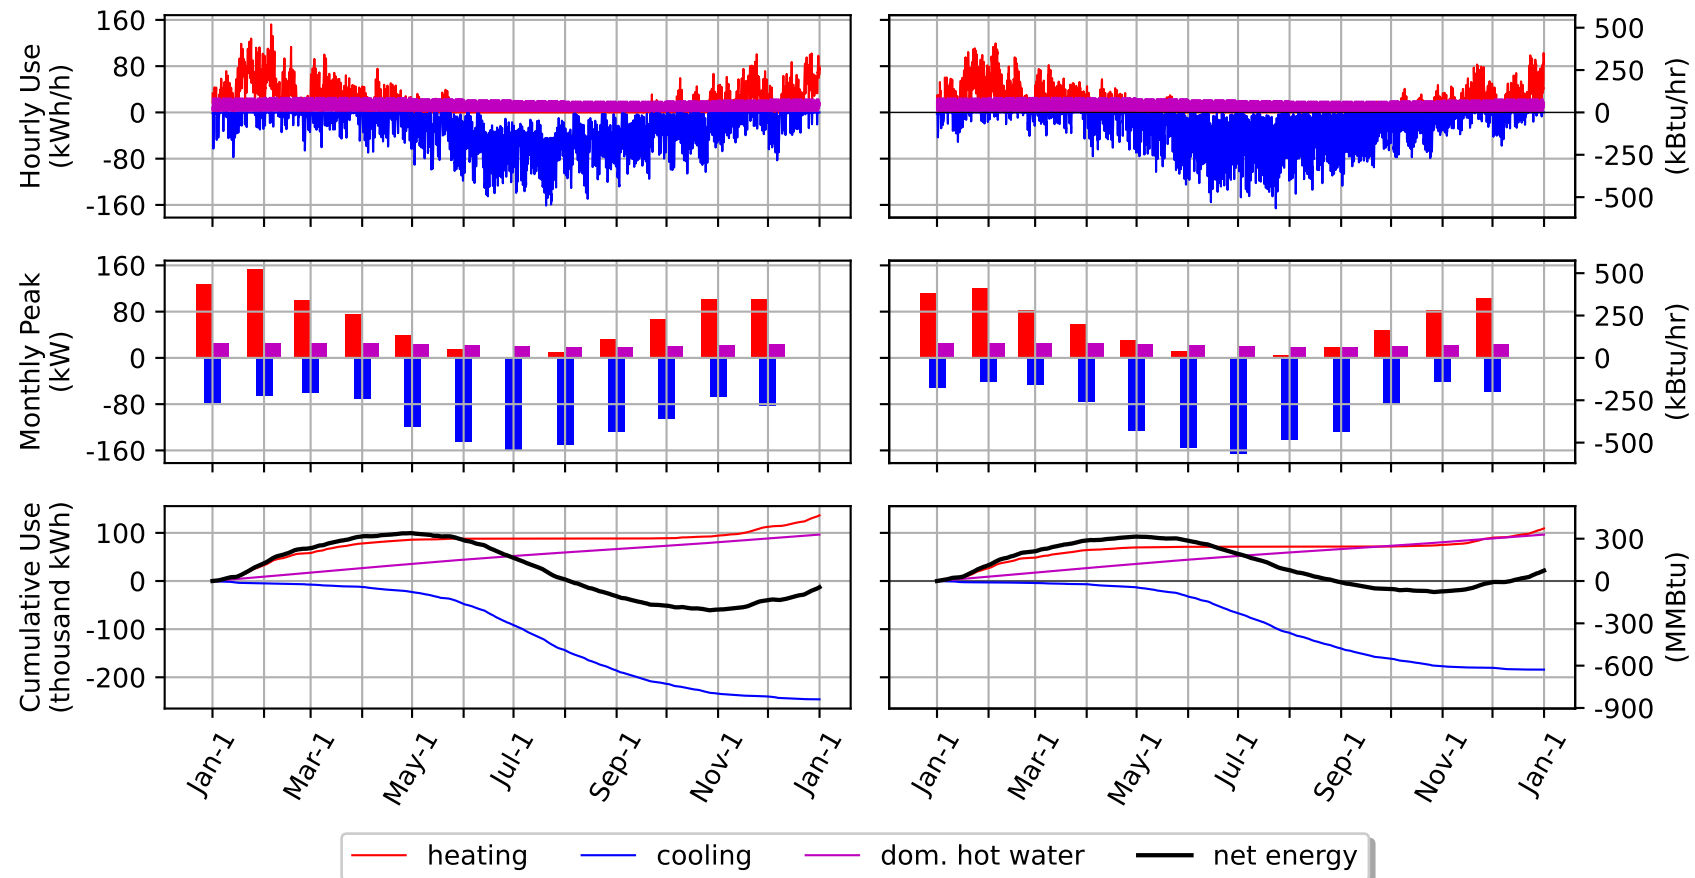 Hourly Use
(kWh/h)
160
80
0
-80
-160
500
250
0
-250
-500
(kBtu/hr)
Monthly Peak
(kW)
160
80
0
-80
-160
500
250
0
-250
-500
(kBtu/hr)
Cumulative Use
(thousand kWh)
100
0
-100
-200
300
0
-300
-600
-900
(MMBtu)
Jan-1
Mar-1
May-1
Jul-1
Sep-1
Nov-1
Jan-1
Jan-1
Mar-1
May-1
Jul-1
Sep-1
Nov-1
Jan-1
heating cooling dom. hot water net energy